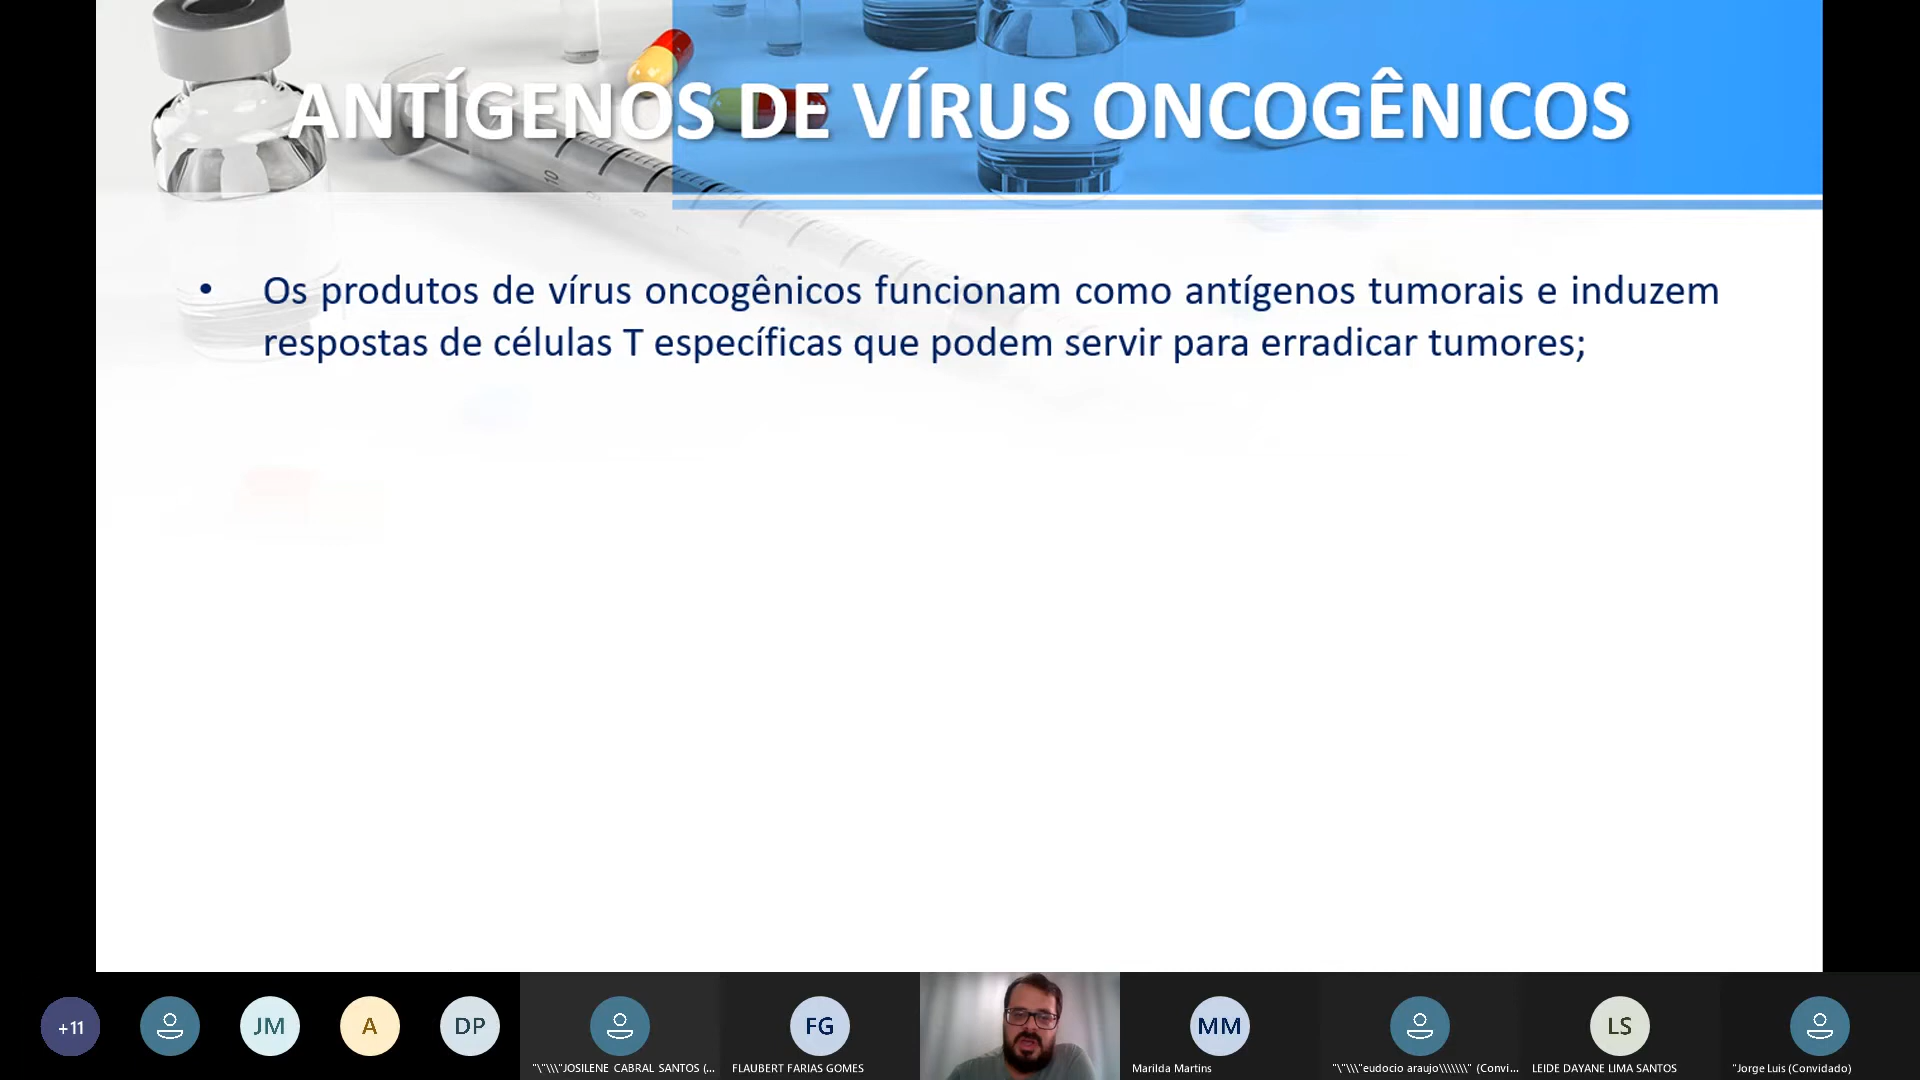 ANTÍGENOS DE VÍRUS ONCOGÊNICOS
• Os produtos de vírus oncogênicos funcionam como antígenos tumorais e induzem
respostas de células T específicas que podem servir para erradicar tumores;
10
+11
JM
A
DP
FG
MM
LS
"\"\\\"JOSILENE CABRAL SANTOS (...
FLAUBERT FARIAS GOMES
Marilda Martins
"\"\\\"eudocio araujo\\\\\\\" (Convi...
LEIDE DAYANE LIMA SANTOS
"Jorge Luis (Convidado)